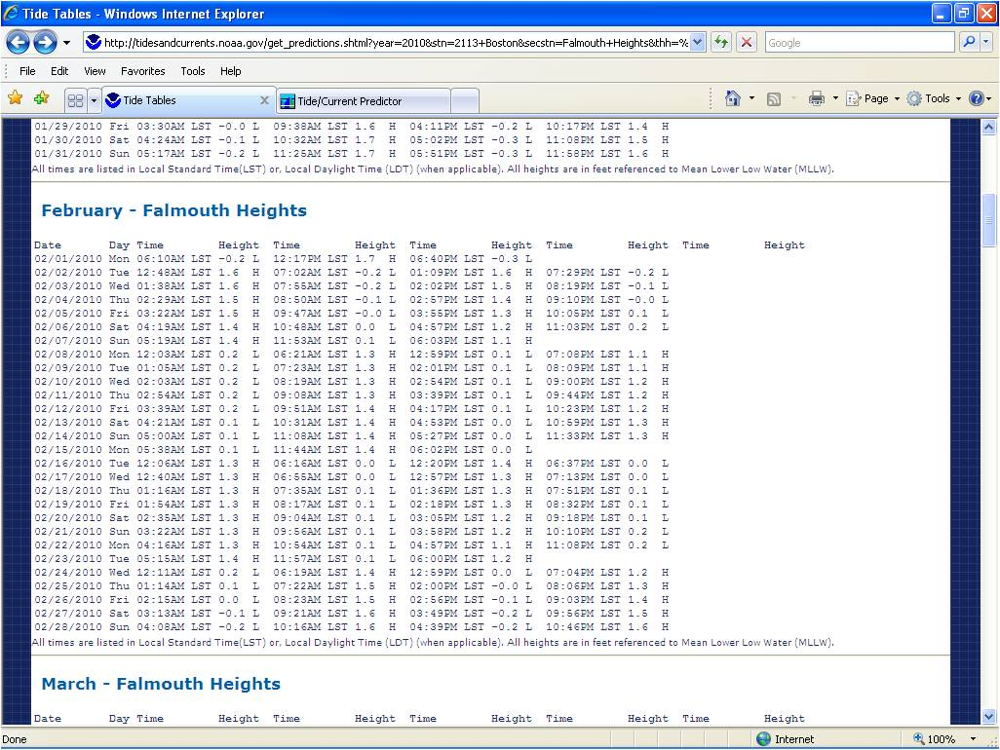 Tide Tables - Windows Internet Explorer
http://tidesandcurrents.noaa.gov/get_predictions.shtml?year=2010&stn=2113+Boston&secstn=Falmouth+Heights&thh=%
Google
File Edit View Favorites Tools Help
Tide Tables
Tide/Current Predictor
Page Tools
01/29/2010 Fri 03:30AM LST -0.0 L 09:38AM LST 1.6 H 04:11PM LST -0.2 L 10:17PM LST 1.4 H
01/30/2010 Sat 04:24AM LST -0.1 L 10:32AM LST 1.7 H 05:02PM LST -0.3 L 11:08PM LST 1.5 H
01/31/2010 Sun 05:17AM LST -0.2 L 11:25AM LST 1.7 H 05:51PM LST -0.3 L 11:58PM LST 1.6 H
All times are listed in Local Standard Time(LST) or, Local Daylight Time (LDT) (when applicable). All heights are in feet referenced to Mean Lower Low Water (MLLW).
February - Falmouth Heights
Date Day Time Height Time Height Time Height Time Height Time Height
02/01/2010 Mon 06:10AM LST -0.2 L 12:17PM LST 1.7 H 06:40PM LST -0.3 L
02/02/2010 Tue 12:48AM LST 1.6 H 07:02AM LST -0.2 L 01:09PM LST 1.6 H 07:29PM LST -0.2 L
02/03/2010 Wed 01:38AM LST 1.6 H 07:55AM LST -0.2 L 02:02PM LST 1.5 H 08:19PM LST -0.1 L
02/04/2010 Thu 02:29AM LST 1.5 H 08:50AM LST -0.1 L 02:57PM LST 1.4 H 09:10PM LST -0.0 L
02/05/2010 Fri 03:22AM LST 1.5 H 09:47AM LST -0.0 L 03:55PM LST 1.3 H 10:05PM LST 0.1 L
02/06/2010 Sat 04:19AM LST 1.4 H 10:48AM LST 0.0 L 04:57PM LST 1.2 H 11:03PM LST 0.2 L
02/07/2010 Sun 05:19AM LST 1.4 H 11:53AM LST 0.1 L 06:03PM LST 1.1 H
02/08/2010 Mon 12:03AM LST 0.2 L 06:21AM LST 1.3 H 12:59PM LST 0.1 L 07:08PM LST 1.1 H
02/09/2010 Tue 01:05AM LST 0.2 L 07:23AM LST 1.3 H 02:01PM LST 0.1 L 08:09PM LST 1.1 H
02/10/2010 Wed 02:03AM LST 0.2 L 08:19AM LST 1.3 H 02:54PM LST 0.1 L 09:00PM LST 1.2 H
02/11/2010 Thu 02:54AM LST 0.2 L 09:08AM LST 1.3 H 03:39PM LST 0.1 L 09:44PM LST 1.2 H
02/12/2010 Fri 03:39AM LST 0.2 L 09:51AM LST 1.4 H 04:17PM LST 0.1 L 10:23PM LST 1.2 H
02/13/2010 Sat 04:21AM LST 0.1 L 10:31AM LST 1.4 H 04:53PM LST 0.0 L 10:59PM LST 1.3 H
02/14/2010 Sun 05:00AM LST 0.1 L 11:08AM LST 1.4 H 05:27PM LST 0.0 L 11:33PM LST 1.3 H
02/15/2010 Mon 05:38AM LST 0.1 L 11:44AM LST 1.4 H 06:02PM LST 0.0 L
02/16/2010 Tue 12:06AM LST 1.3 H 06:16AM LST 0.0 L 12:20PM LST 1.4 H 06:37PM LST 0.0 L
02/17/2010 Wed 12:40AM LST 1.3 H 06:55AM LST 0.0 L 12:57PM LST 1.3 H 07:13PM LST 0.0 L
02/18/2010 Thu 01:16AM LST 1.3 H 07:35AM LST 0.1 L 01:36PM LST 1.3 H 07:51PM LST 0.1 L
02/19/2010 Fri 01:54AM LST 1.3 H 08:17AM LST 0.1 L 02:18PM LST 1.3 H 08:32PM LST 0.1 L
02/20/2010 Sat 02:35AM LST 1.3 H 09:04AM LST 0.1 L 03:05PM LST 1.2 H 09:18PM LST 0.1 L
02/21/2010 Sun 03:22AM LST 1.3 H 09:56AM LST 0.1 L 03:58PM LST 1.2 H 10:10PM LST 0.2 L
02/22/2010 Mon 04:16AM LST 1.3 H 10:54AM LST 0.1 L 04:57PM LST 1.1 H 11:08PM LST 0.2 L
02/23/2010 Tue 05:15AM LST 1.4 H 11:57AM LST 0.1 L 06:00PM LST 1.2 H
02/24/2010 Wed 12:11AM LST 0.2 L 06:19AM LST 1.4 H 12:59PM LST 0.0 L 07:04PM LST 1.2 H
02/25/2010 Thu 01:14AM LST 0.1 L 07:22AM LST 1.5 H 02:00PM LST -0.0 L 08:06PM LST 1.3 H
02/26/2010 Fri 02:15AM LST 0.0 L 08:23AM LST 1.5 H 02:56PM LST -0.1 L 09:03PM LST 1.4 H
02/27/2010 Sat 03:13AM LST -0.1 L 09:21AM LST 1.6 H 03:49PM LST -0.2 L 09:56PM LST 1.5 H
02/28/2010 Sun 04:08AM LST -0.2 L 10:16AM LST 1.6 H 04:39PM LST -0.2 L 10:46PM LST 1.6 H
All times are listed in Local Standard Time(LST) or, Local Daylight Time (LDT) (when applicable). All heights are in feet referenced to Mean Lower Low Water (MLLW).
March - Falmouth Heights
Date Day Time Height Time Height Time Height Time Height Time Height
Done Internet 100%